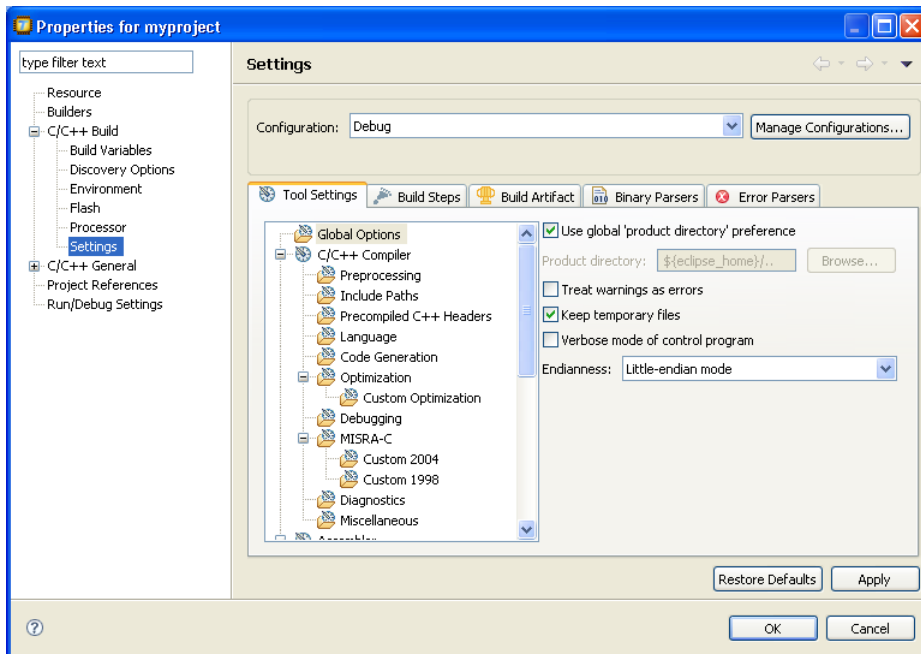 Properties for myproject
type filter text
Resource
Builders
C/C++ Build
Build Variables
Discovery Options
Environment
Flash
Processor
Settings
C/C++ General
Project References
Run/Debug Settings
Settings
Configuration: Debug Manage Configurations...
Tool Settings Build Steps Build Artifact Binary Parsers Error Parsers
Global Options
C/C++ Compiler
Preprocessing
Include Paths
Precompiled C++ Headers
Language
Code Generation
Optimization
Custom Optimization
Debugging
MISRA-C
Custom 2004
Custom 1998
Diagnostics
Miscellaneous
Assembler
Use global 'product directory' preference
Product directory: ${eclipse_home}/.. Browse...
Treat warnings as errors
Keep temporary files
Verbose mode of control program
Endianness: Little-endian mode
Restore Defaults Apply
OK Cancel